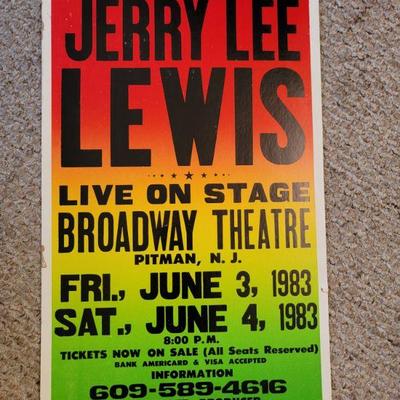 JERRY LEE
LEWIS
LIVE ON STAGE
BROADWAY THEATRE
PITMAN, N. J.
FRI., JUNE 3, 1983
SAT., JUNE 4, 1983
8:00 P.M.
TICKETS NOW ON SALE (All Seats Reserved)
BANK AMERICARD & VISA ACCEPTED
INFORMATION
609-589-4616
PRODUCER